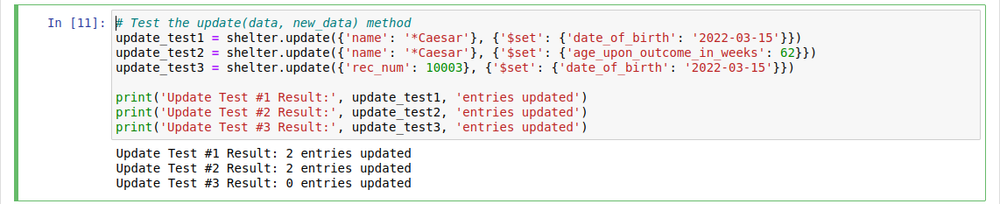 In [11]: # Test the update(data, new_data) method
update_test1 = shelter.update({'name': '*Caesar'}, {'$set': {'date_of_birth': '2022-03-15'}})
update_test2 = shelter.update({'name': '*Caesar'}, {'$set': {'age_upon_outcome_in_weeks': 62}})
update_test3 = shelter.update({'rec_num': 10003}, {'$set': {'date_of_birth': '2022-03-15'}})
print('Update Test #1 Result:', update_test1, 'entries updated')
print('Update Test #2 Result:', update_test2, 'entries updated')
print('Update Test #3 Result:', update_test3, 'entries updated')
Update Test #1 Result: 2 entries updated
Update Test #2 Result: 2 entries updated
Update Test #3 Result: 0 entries updated